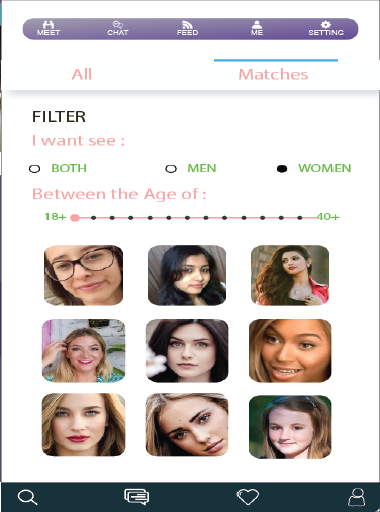 MEET CHAT FEED ME SETTING
All Matches
FILTER
I want see :
BOTH MEN WOMEN
Between the Age of :
18+ 40+